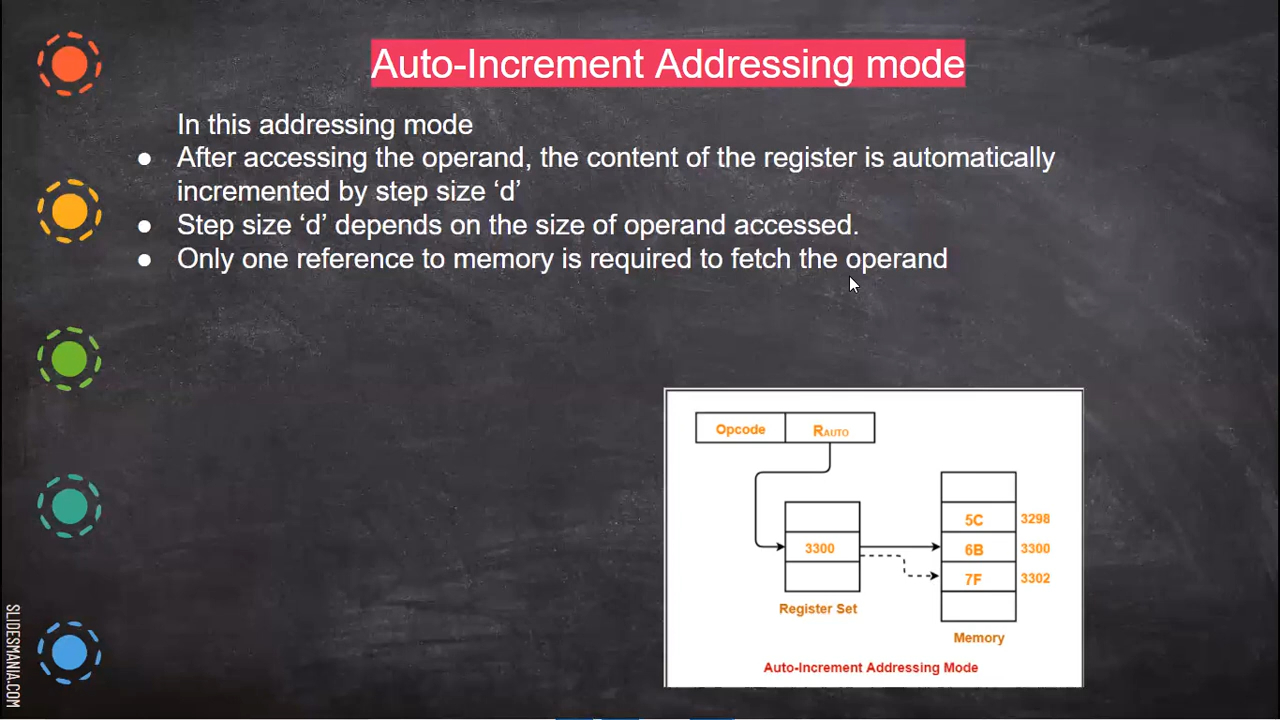 Auto-Increment Addressing mode
In this addressing mode
● After accessing the operand, the content of the register is automatically
incremented by step size ‘d’
● Step size ‘d’ depends on the size of operand accessed.
● Only one reference to memory is required to fetch the operand
Opcode RAUTO
5C 3298
3300 6B 3300
7F 3302
Register Set
Memory
Auto-Increment Addressing Mode
SLIDESMANIA.COM